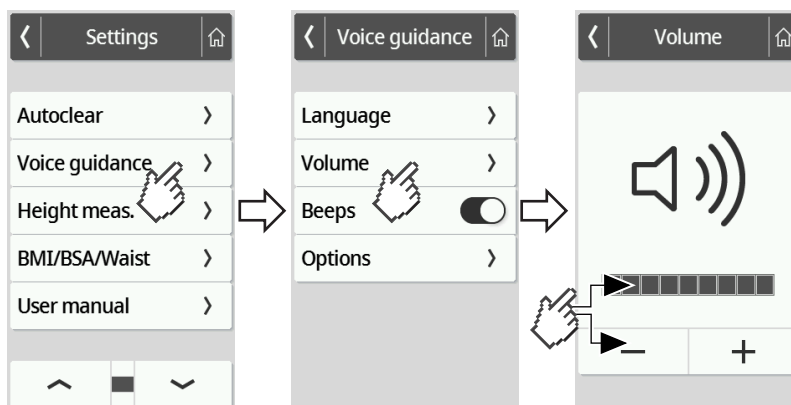 Settings
Autoclear
Voice guidance
Height meas.
BMI/BSA/Waist
User manual
Voice guidance
Language
Volume
Beeps
Options
Volume